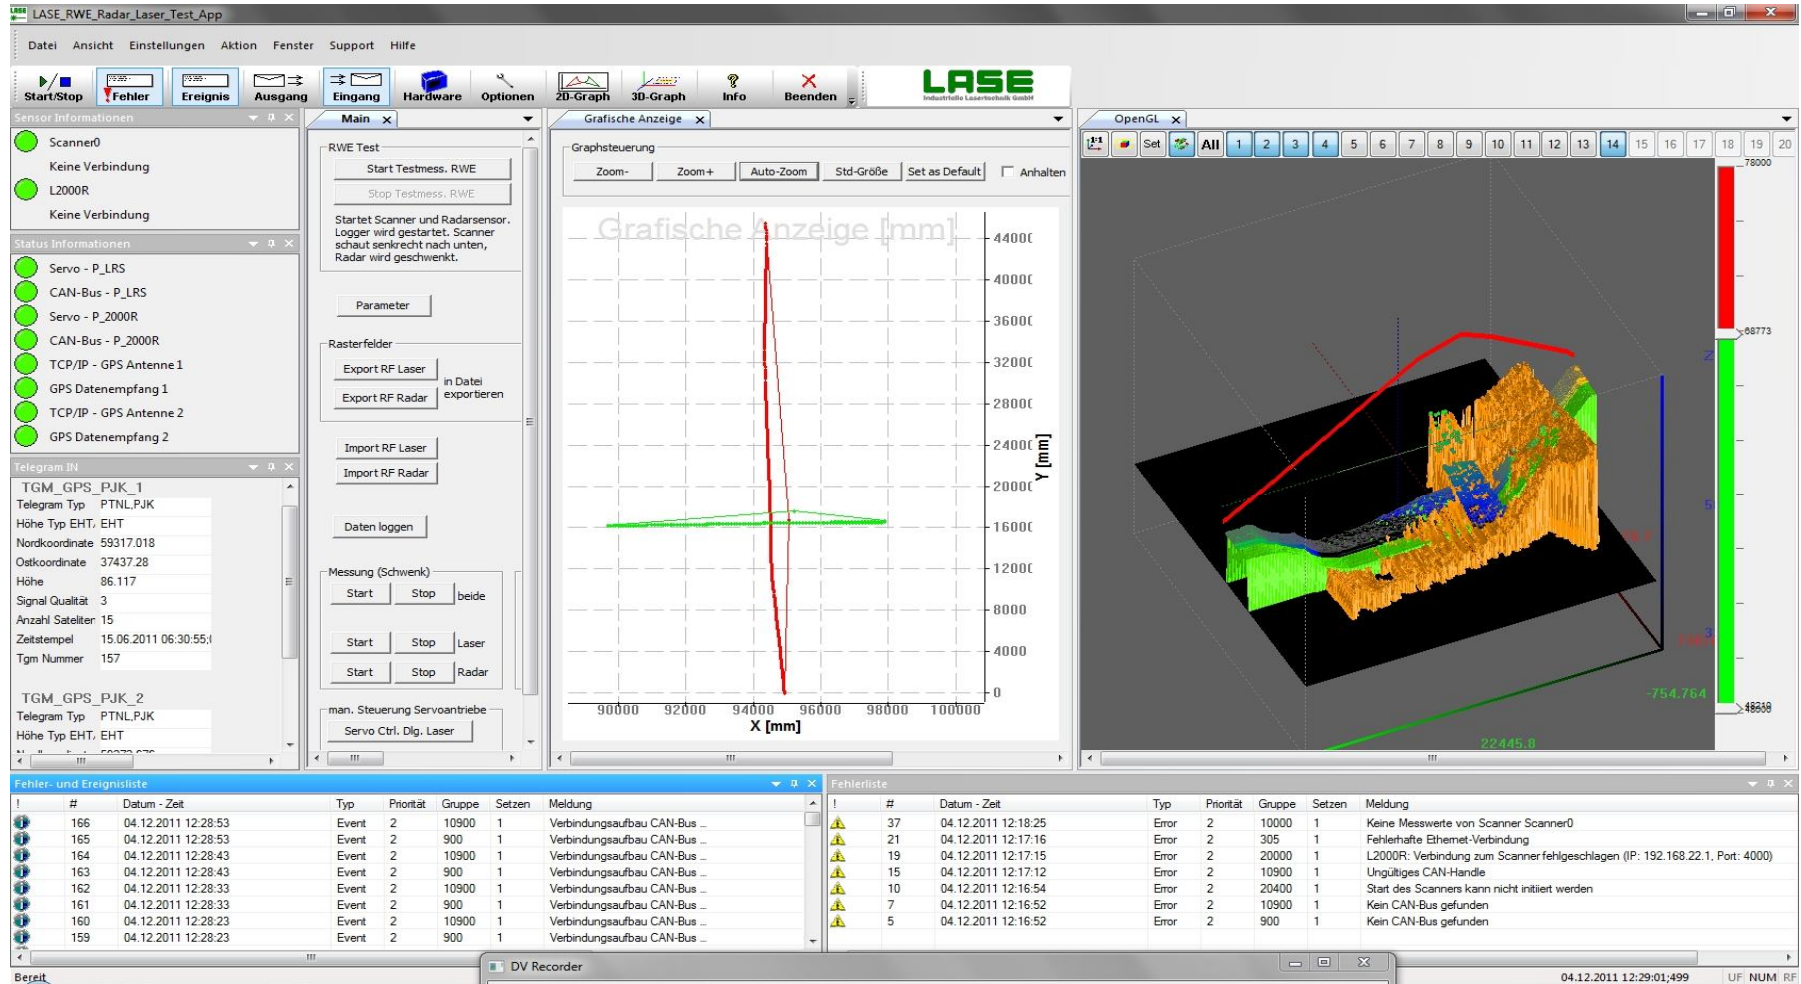 LASE_RWE_Radar_Laser_Test_App
Datei Ansicht Einstellungen Aktion Fenster Support Hilfe
Start/Stop Fehler Ereignis Ausgang Eingang Hardware Optionen 2D-Graph 3D-Graph Info Beenden
LASE
Industrielle Lasertechnik GmbH
Sensor Informationen
Scanner0
Keine Verbindung
L2000R
Keine Verbindung
Status Informationen
Servo - P_LRS
CAN-Bus - P_LRS
Servo - P_2000R
CAN-Bus - P_2000R
TCP/IP - GPS Antenne 1
GPS Datenempfang 1
TCP/IP - GPS Antenne 2
GPS Datenempfang 2
Telegram IN
TGM_GPS_PJK_1
Telegram Typ PTNL,PJK
Höhe Typ EHT, EHT
Nordkoordinate 59317.018
Ostkoordinate 37437.28
Höhe 86.117
Signal Qualität 3
Anzahl Sateliten 15
Zeitstempel 15.06.2011 06:30:55;
Tgm Nummer 157
TGM_GPS_PJK_2
Telegram Typ PTNL,PJK
Höhe Typ EHT, EHT
Main
RWE Test
Start Testmess. RWE
Stop Testmess. RWE
Startet Scanner und Radarsensor.
Logger wird gestartet. Scanner
schaut senkrecht nach unten,
Radar wird geschwenkt.
Parameter
Rasterfelder
Export RF Laser
Export RF Radar
in Datei
exportieren
Import RF Laser
Import RF Radar
Daten loggen
Messung (Schwenk)
Start Stop beide
Start Stop Laser
Start Stop Radar
man. Steuerung Servoantriebe
Servo Ctrl. Dlg. Laser
Grafische Anzeige
Graphsteuerung
Zoom- Zoom+ Auto-Zoom Std-Größe Set as Default Anhalten
Grafische Anzeige [mm]
44000
40000
36000
32000
28000
24000
20000
16000
12000
8000
4000
0
Y [mm]
90000 92000 94000 96000 98000 100000
X [mm]
OpenGL
1:1 Set All 1 2 3 4 5 6 7 8 9 10 11 12 13 14 15 16 17 18 19 20
78000
68773
Z
-754.764
22445.8
Fehler- und Ereignisliste
! # Datum - Zeit Typ Priorität Gruppe Setzen Meldung
166 04.12.2011 12:28:53 Event 2 10900 1 Verbindungsaufbau CAN-Bus ...
165 04.12.2011 12:28:53 Event 2 900 1 Verbindungsaufbau CAN-Bus ...
164 04.12.2011 12:28:43 Event 2 10900 1 Verbindungsaufbau CAN-Bus ...
163 04.12.2011 12:28:43 Event 2 900 1 Verbindungsaufbau CAN-Bus ...
162 04.12.2011 12:28:33 Event 2 10900 1 Verbindungsaufbau CAN-Bus ...
161 04.12.2011 12:28:33 Event 2 900 1 Verbindungsaufbau CAN-Bus ...
160 04.12.2011 12:28:23 Event 2 10900 1 Verbindungsaufbau CAN-Bus ...
159 04.12.2011 12:28:23 Event 2 900 1 Verbindungsaufbau CAN-Bus ...
Fehlerliste
! # Datum - Zeit Typ Priorität Gruppe Setzen Meldung
37 04.12.2011 12:18:25 Error 2 10000 1 Keine Messwerte von Scanner Scanner0
21 04.12.2011 12:17:16 Error 2 305 1 Fehlerhafte Ethernet-Verbindung
19 04.12.2011 12:17:15 Error 2 20000 1 L2000R: Verbindung zum Scanner fehlgeschlagen (IP: 192.168.22.1, Port: 4000)
15 04.12.2011 12:17:12 Error 2 10900 1 Ungültiges CAN-Handle
10 04.12.2011 12:16:54 Error 2 20400 1 Start des Scanners kann nicht initiiert werden
7 04.12.2011 12:16:52 Error 2 10900 1 Kein CAN-Bus gefunden
5 04.12.2011 12:16:52 Error 2 900 1 Kein CAN-Bus gefunden
DV Recorder
Bereit
04.12.2011 12:29:01;499 UF NUM RF